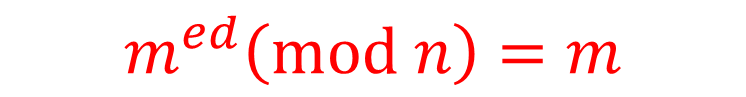 m^{ed}(mod n) = m